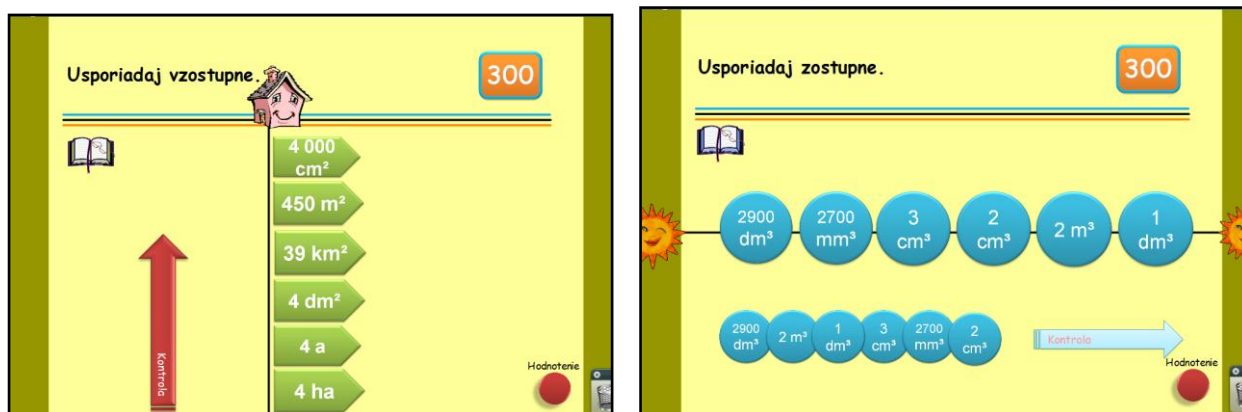 Usporiadaj vzostupne.
300
4 000
cm²
450 m²
39 km²
4 dm²
4 a
4 ha
Kontrola
Hodnotenie
Usporiadaj zostupne.
300
2900
dm³
2700
mm³
3
cm³
2
cm³
2 m³
1
dm³
2900
dm³
2 m³
1
dm³
3
cm³
2700
mm³
2
cm³
Kontrola
Hodnotenie